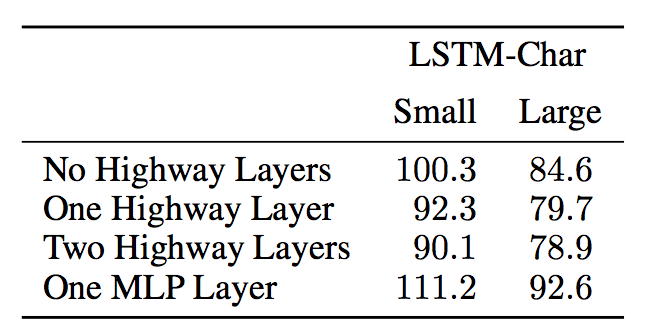 LSTM-Char
Small Large
No Highway Layers 100.3 84.6
One Highway Layer 92.3 79.7
Two Highway Layers 90.1 78.9
One MLP Layer 111.2 92.6